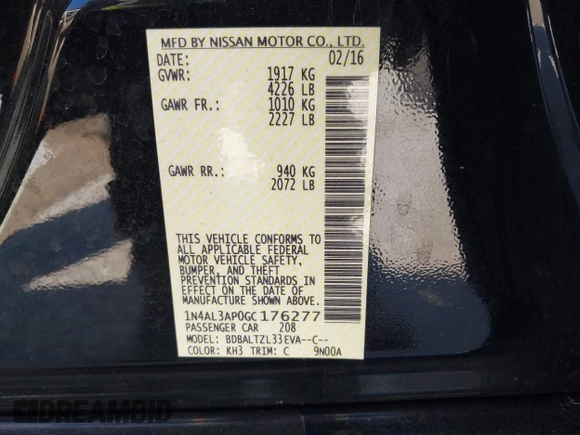 MFD BY NISSAN MOTOR CO., LTD.
DATE: 02/16
GVWR: 1917 KG
4226 LB
GAWR FR.: 1010 KG
2227 LB
GAWR RR.: 940 KG
2072 LB
THIS VEHICLE CONFORMS TO
ALL APPLICABLE FEDERAL
MOTOR VEHICLE SAFETY,
BUMPER, AND THEFT
PREVENTION STANDARDS IN
EFFECT ON THE DATE OF
MANUFACTURE SHOWN ABOVE.
1N4AL3AP0GC176277
PASSENGER CAR 208
MODEL: BDBALTZL33EVA--C--
COLOR: KH3 TRIM: C 9N00A
DREAMBID